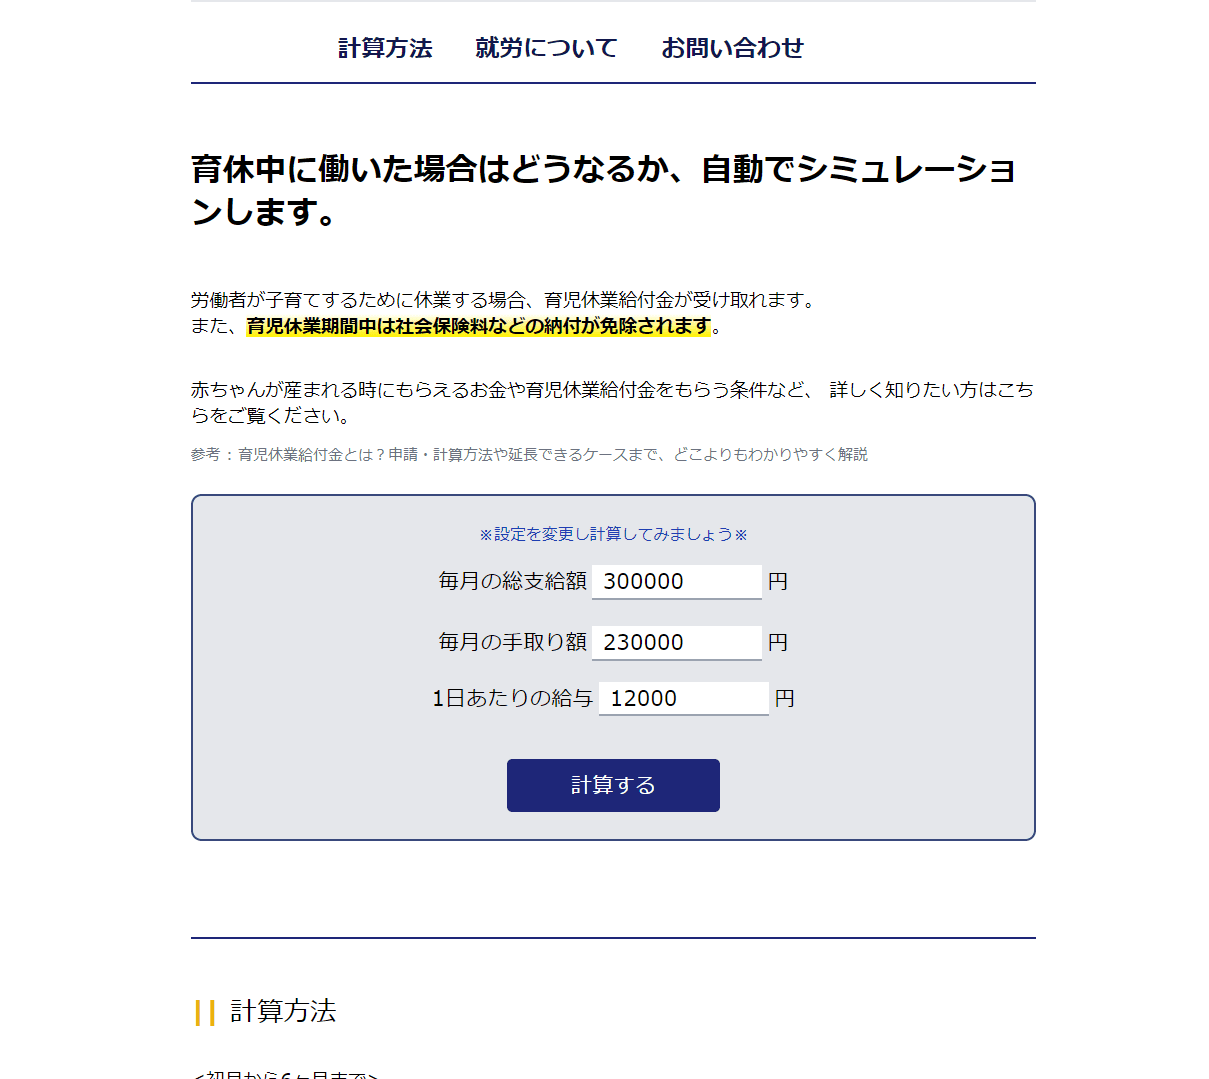 計算方法 就労について お問い合わせ
育休中に働いた場合はどうなるか、自動でシミュレーショ
ンします。
労働者が子育てするために休業する場合、育児休業給付金が受け取れます。
また、育児休業期間中は社会保険料などの納付が免除されます。
赤ちゃんが産まれる時にもらえるお金や育児休業給付金をもらう条件など、 詳しく知りたい方はこち
らをご覧ください。
参考：育児休業給付金とは？申請・計算方法や延長できるケースまで、どこよりもわかりやすく解説
※設定を変更し計算してみましょう※
毎月の総支給額 300000 円
毎月の手取り額 230000 円
1日あたりの給与 12000 円
計算する
計算方法
<初月から6ヶ月まで>